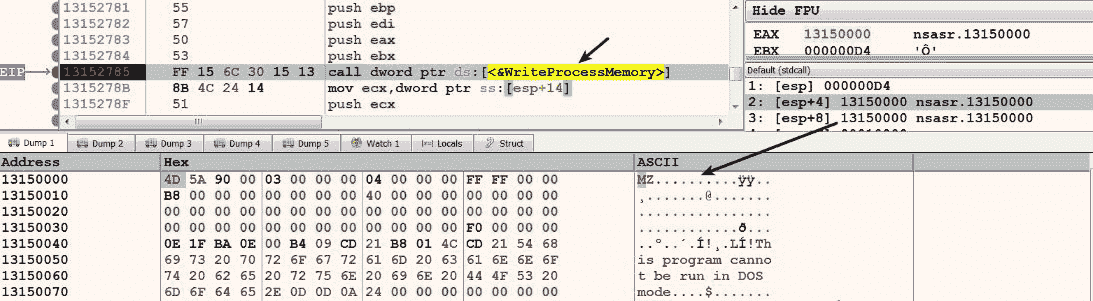 13152781 55 push ebp
13152782 57 push edi
13152783 50 push eax
13152784 53 push ebx
EIP 13152785 FF 15 6C 30 15 13 call dword ptr ds:[<&WriteProcessMemory>]
1315278B 8B 4C 24 14 mov ecx,dword ptr ss:[esp+14]
1315278F 51 push ecx
Hide FPU
EAX 13150000 nsasr.13150000
EBX 000000D4 'Ô'
Default (stdcall)
1: [esp] 000000D4
2: [esp+4] 13150000 nsasr.13150000
3: [esp+8] 13150000 nsasr.13150000
Dump 1 Dump 2 Dump 3 Dump 4 Dump 5 Watch 1 Locals Struct
Address Hex ASCII
13150000 4D 5A 90 00 03 00 00 00 04 00 00 00 FF FF 00 00 MZ..........ÿÿ..
13150010 B8 00 00 00 00 00 00 00 40 00 00 00 00 00 00 00 ¸.......@.......
13150020 00 00 00 00 00 00 00 00 00 00 00 00 00 00 00 00 ................
13150030 00 00 00 00 00 00 00 00 00 00 00 00 F0 00 00 00 ............ð...
13150040 0E 1F BA 0E 00 B4 09 CD 21 B8 01 4C CD 21 54 68 ..º..´.Í!¸.LÍ!Th
13150050 69 73 20 70 72 6F 67 72 61 6D 20 63 61 6E 6E 6F is program canno
13150060 74 20 62 65 20 72 75 6E 20 69 6E 20 44 4F 53 20 t be run in DOS
13150070 6D 6F 64 65 2E 0D 0D 0A 24 00 00 00 00 00 00 00 mode....$.......